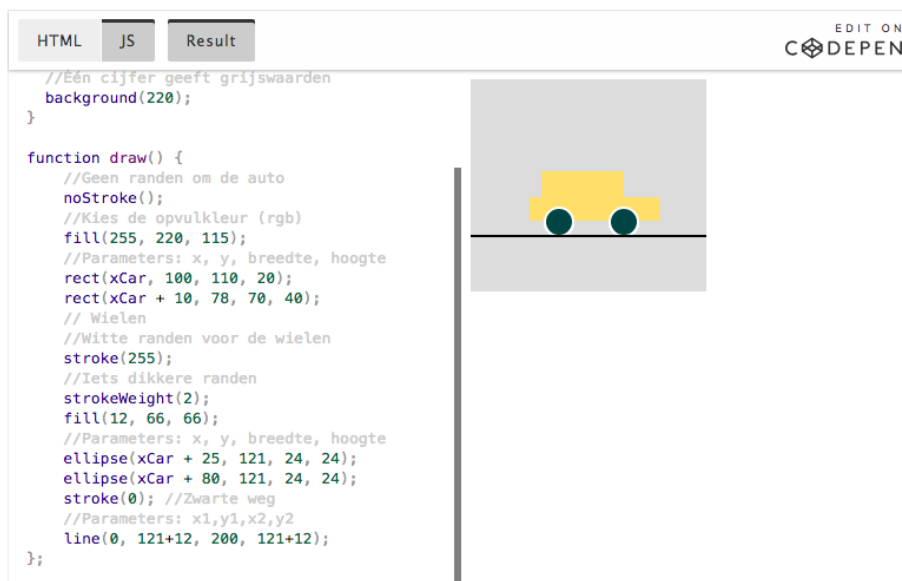 HTML
JS
Result
EDIT ON
CODEPEN
//Één cijfer geeft grijswaarden
background(220);
}
function draw() {
//Geen randen om de auto
noStroke();
//Kies de opvulkleur (rgb)
fill(255, 220, 115);
//Parameters: x, y, breedte, hoogte
rect(xCar, 100, 110, 20);
rect(xCar + 10, 78, 70, 40);
// Wielen
//Witte randen voor de wielen
stroke(255);
//Iets dikkere randen
strokeWeight(2);
fill(12, 66, 66);
//Parameters: x, y, breedte, hoogte
ellipse(xCar + 25, 121, 24, 24);
ellipse(xCar + 80, 121, 24, 24);
stroke(0); //Zwarte weg
//Parameters: x1,y1,x2,y2
line(0, 121+12, 200, 121+12);
};